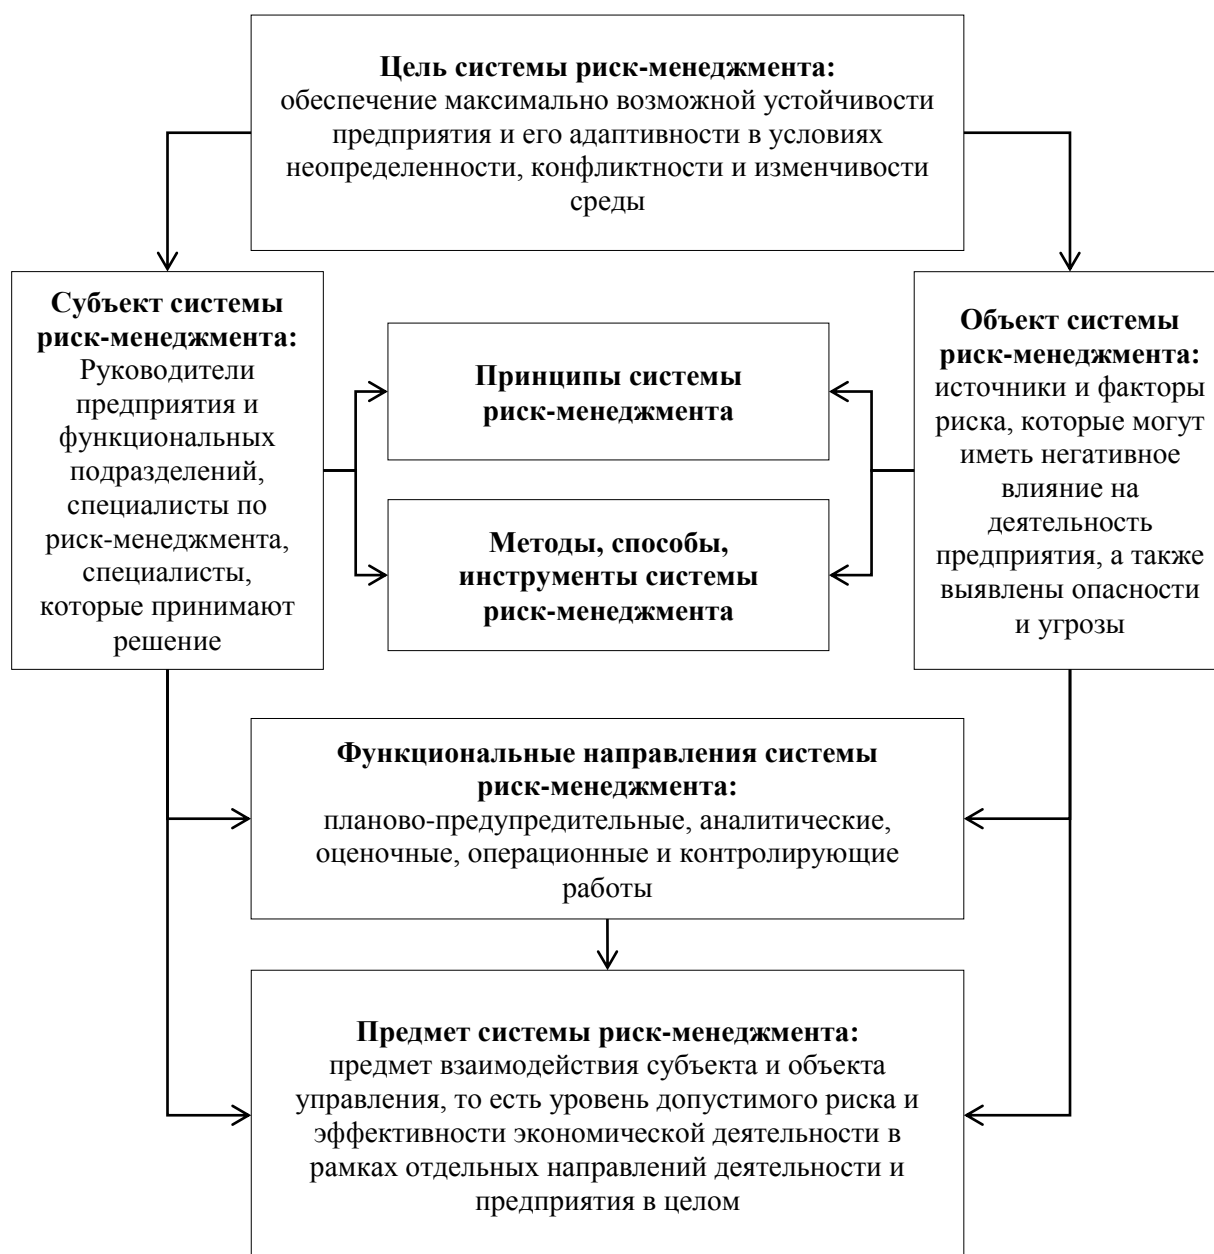 Цель системы риск-менеджмента:
обеспечение максимально возможной устойчивости
предприятия и его адаптивности в условиях
неопределенности, конфликтности и изменчивости
среды
Субъект системы
риск-менеджмента:
Руководители
предприятия и
функциональных
подразделений,
специалисты по
риск-менеджмента,
специалисты,
которые принимают
решение
Принципы системы
риск-менеджмента
Методы, способы,
инструменты системы
риск-менеджмента
Объект системы
риск-менеджмента:
источники и факторы
риска, которые могут
иметь негативное
влияние на
деятельность
предприятия, а также
выявлены опасности
и угрозы
Функциональные направления системы
риск-менеджмента:
планово-предупредительные, аналитические,
оценочные, операционные и контролирующие
работы
Предмет системы риск-менеджмента:
предмет взаимодействия субъекта и объекта
управления, то есть уровень допустимого риска и
эффективности экономической деятельности в
рамках отдельных направлений деятельности и
предприятия в целом